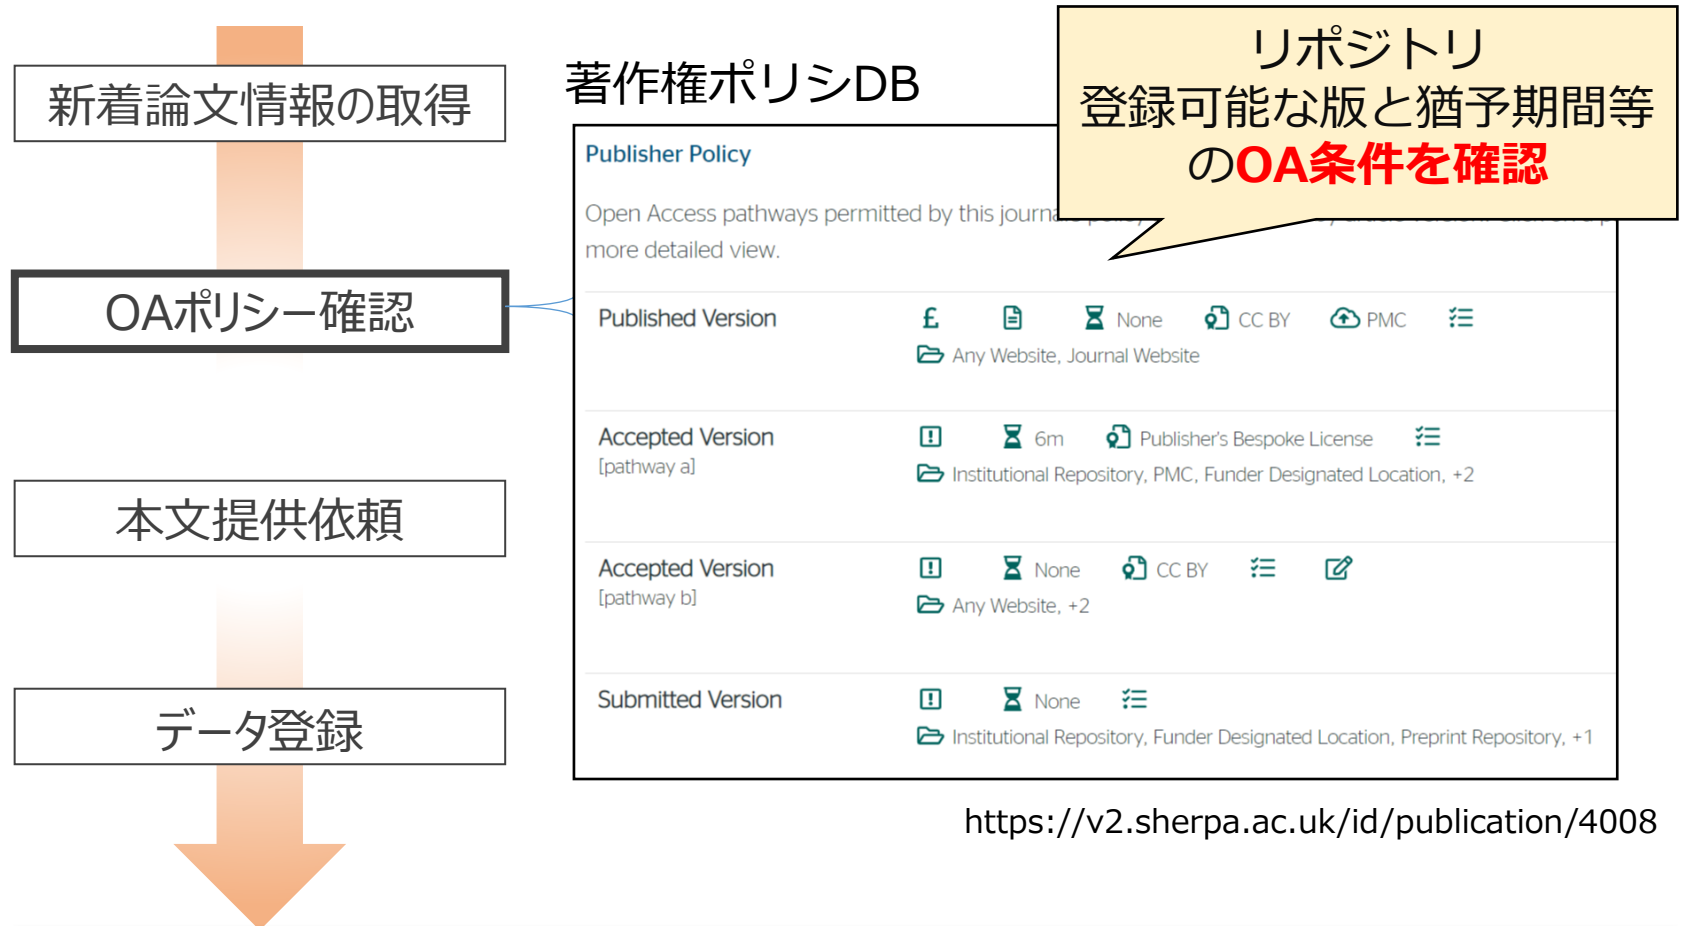 新着論文情報の取得
OAポリシー確認
本文提供依頼
データ登録
著作権ポリシDB
リポジトリ
登録可能な版と猶予期間等
のOA条件を確認
Publisher Policy
Open Access pathways permitted by this journal's policy
more detailed view.
Published Version
None CC BY PMC
Any Website, Journal Website
Accepted Version
6m Publisher's Bespoke License
[pathway a]
Institutional Repository, PMC, Funder Designated Location, +2
Accepted Version
None CC BY
[pathway b]
Any Website, +2
Submitted Version
None
Institutional Repository, Funder Designated Location, Preprint Repository, +1
https://v2.sherpa.ac.uk/id/publication/4008